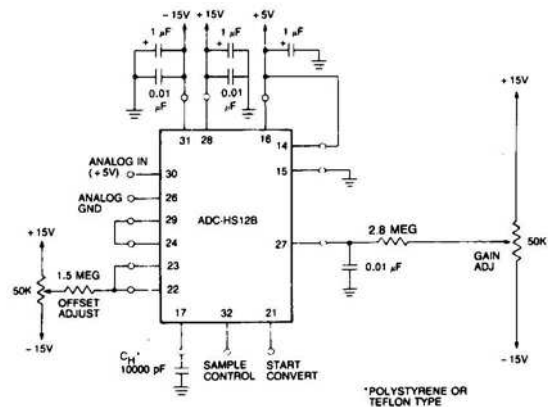 - 15V
+15V
+5V
1 µF
+
1 µF
+
1 µF
+
0.01
µF
0.01
µF
31
28
16
14
15
ANALOG IN
(+5V)
30
ANALOG
GND
26
29
24
23
22
ADC-HS12B
27
2.8 MEG
0.01 µF
+15V
50K
GAIN
ADJ
-15V
+15V
50K
1.5 MEG
OFFSET
ADJUST
-15V
17
32
21
CH*
10000 pF
SAMPLE
CONTROL
START
CONVERT
*POLYSTYRENE OR
TEFLON TYPE